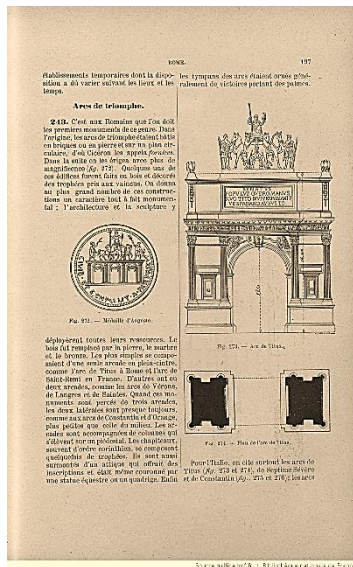 ROME. 197
établissements temporaires dont la dispo-
sition a dû varier suivant les lieux et les
temps.
Arcs de triomphe.
243. C'est aux Romains que l'on doit
les premiers monuments de ce genre. Dans
l'origine, les arcs de triomphe étaient bâtis
en briques ou en pierre et sur un plan cir-
culaire, d'où Cicéron les appela fornices.
Dans la suite on les érigea avec plus de
magnificence (fig. 272). Quelques uns de
ces édifices furent faits en bois et décorés
des trophées pris aux vaincus. On donna
au plus grand nombre de ces construc-
tions un caractère tout à fait monumen-
tal ; l'architecture et la sculpture y
Médaille d'Auguste.
déployèrent toutes leurs ressources. Le
bois fut remplacé par la pierre, le marbre
et le bronze. Les plus simples se compo-
saient d'une seule arcade en plein-cintre,
comme l'arc de Titus à Rome et l'arc de
Saint-Remi en France. D'autres ont eu
deux arcades, comme les arcs de Vérone,
de Langres et de Saintes. Quand ces mo-
numents sont percés de trois arcades,
les deux latérales sont presque toujours,
comme aux arcs de Constantin et d'Orange,
plus petites que celle du milieu. Les ar-
cades sont accompagnées de colonnes qui
s'élèvent sur un piédestal. Les chapiteaux,
souvent d'ordre corinthien, se composent
quelquefois de trophées. Ils sont aussi
surmontés d'un attique qui offrait des
inscriptions et était même couronné par
une statue équestre ou un quadrige. Enfin
les tympans des arcs étaient ornés géné-
ralement de victoires portant des palmes.
Fig. 273. — Arc de Titus.
Fig. 274. — Plan de l'arc de Titus.
Pour l'Italie, on cite surtout les arcs de
Titus (fig. 273 et 274), de Septime Sévère
et de Constantin (fig. 275 et 276); les arcs
Source gallica.bnf.fr / Bibliothèque nationale de France